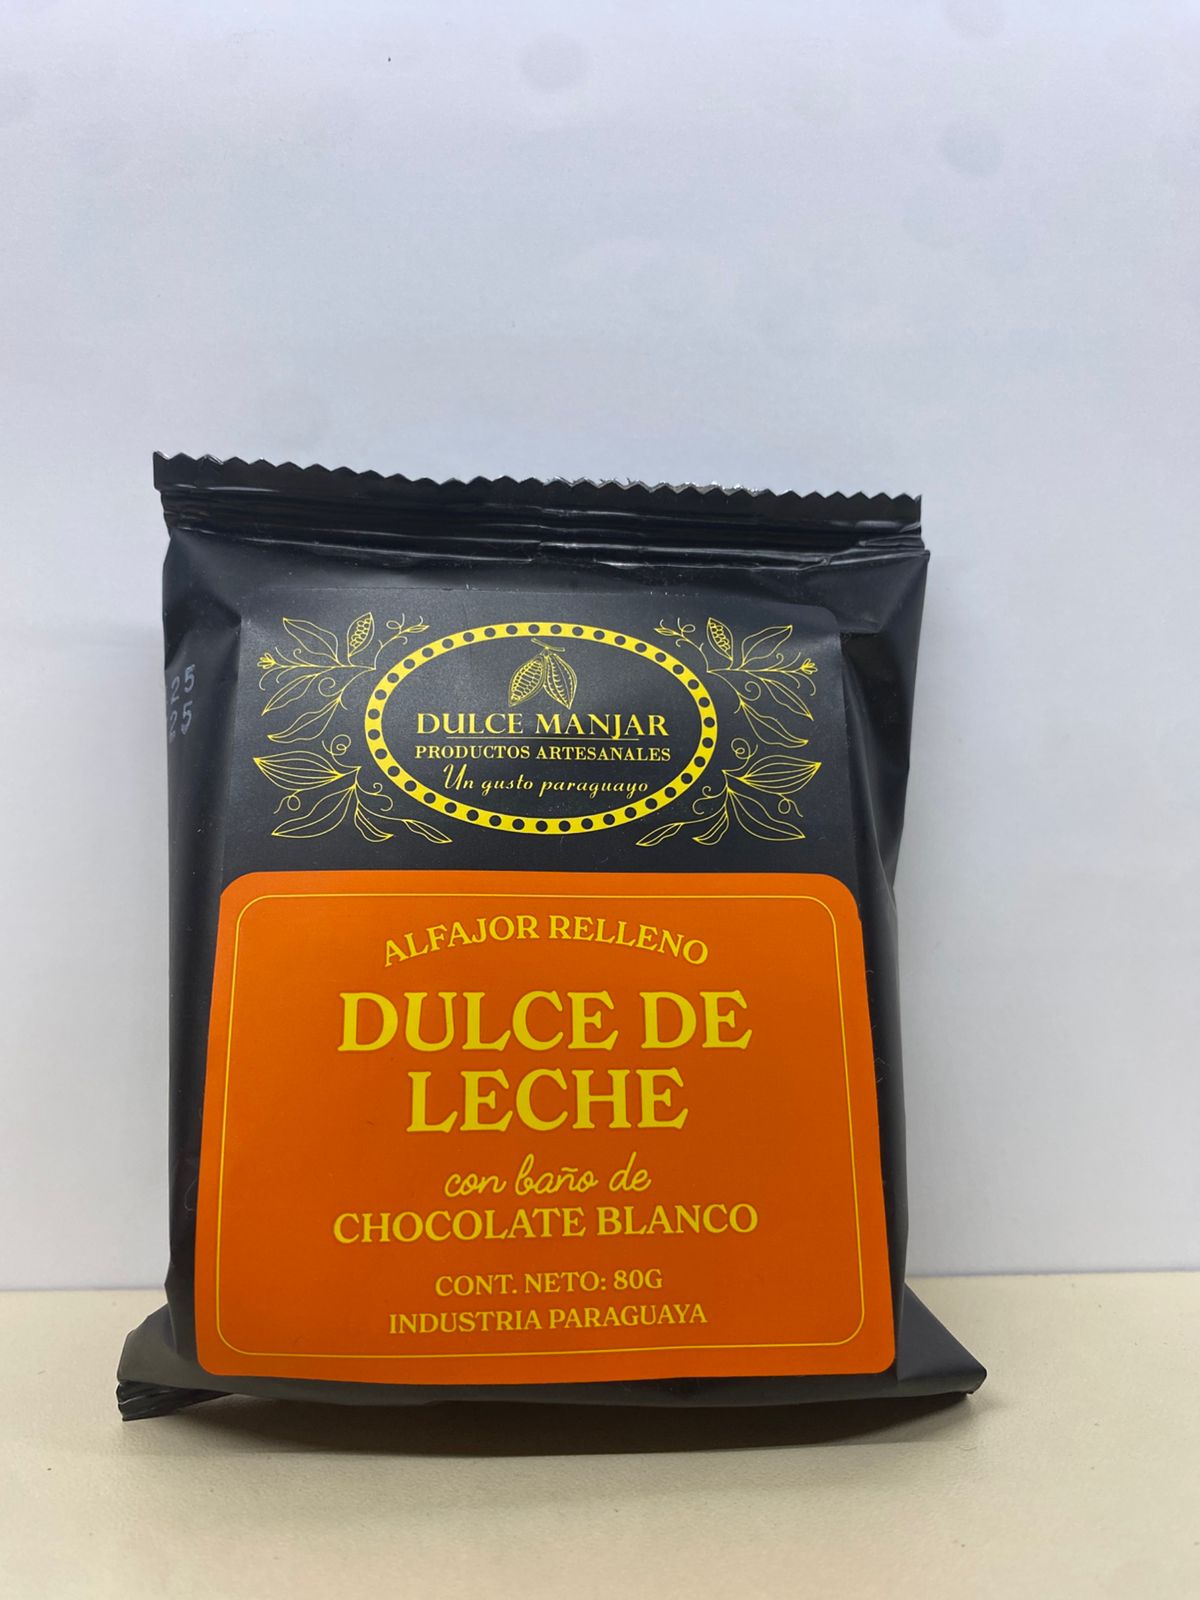 DULCE MANJAR
PRODUCTOS ARTESANALES
Un gusto paraguayo
ALFAJOR RELLENO
DULCE DE
LECHE
con baño de
CHOCOLATE BLANCO
CONT. NETO: 80G
INDUSTRIA PARAGUAYA